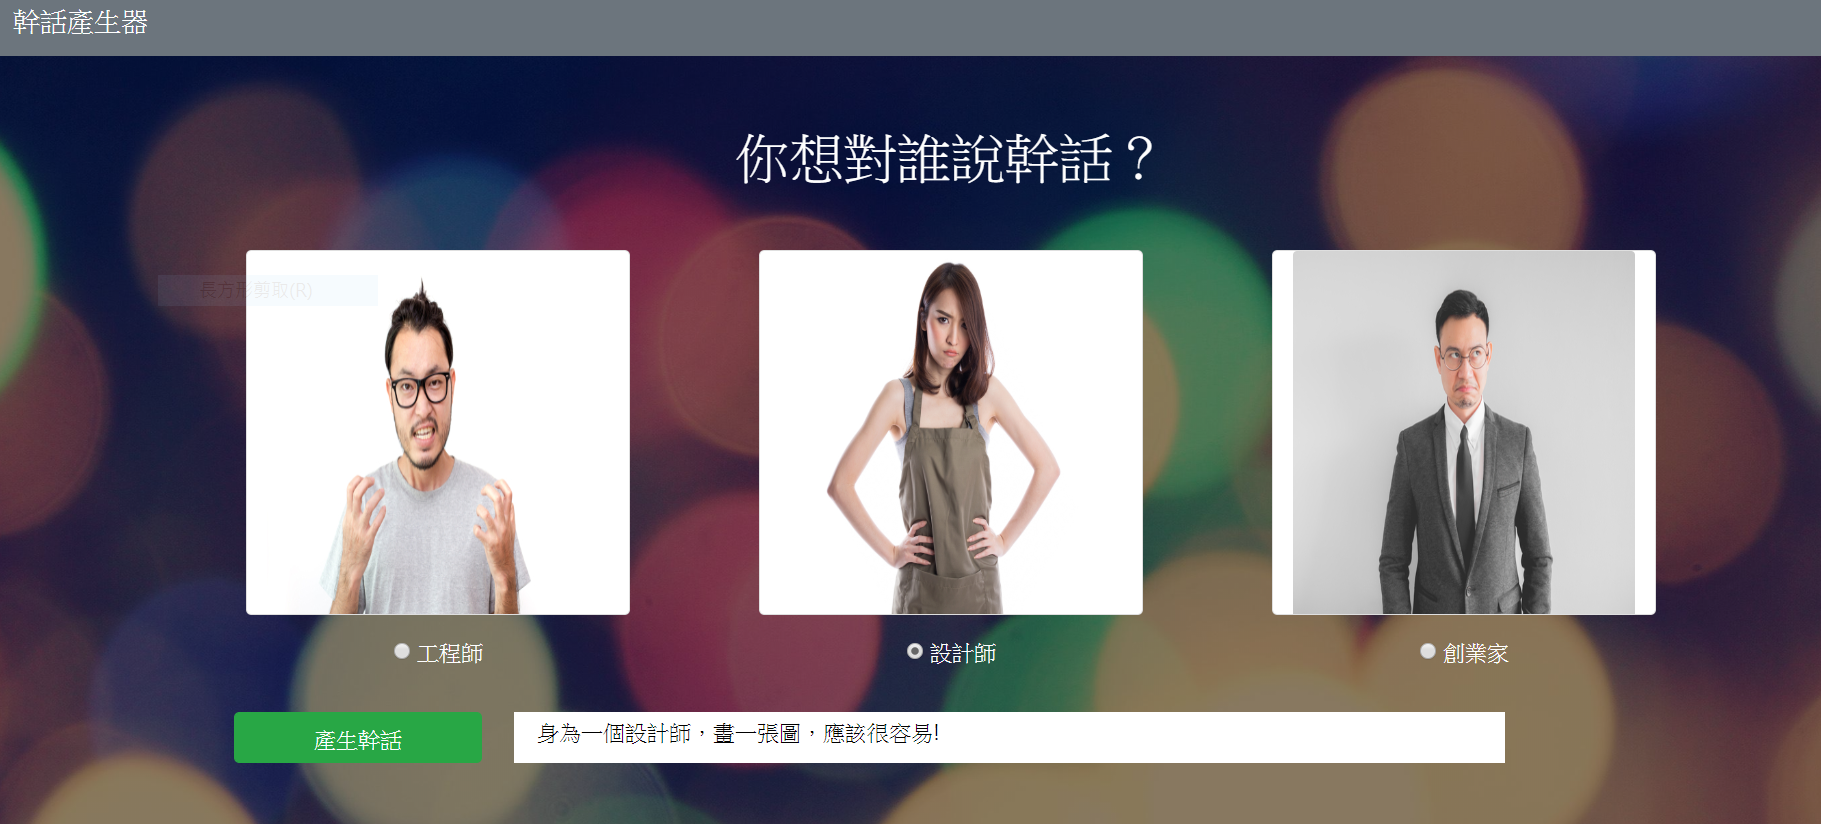 幹話產生器
你想對誰說幹話？
長方形剪取(R)
工程師
設計師
創業家
產生幹話
身為一個設計師，畫一張圖，應該很容易!